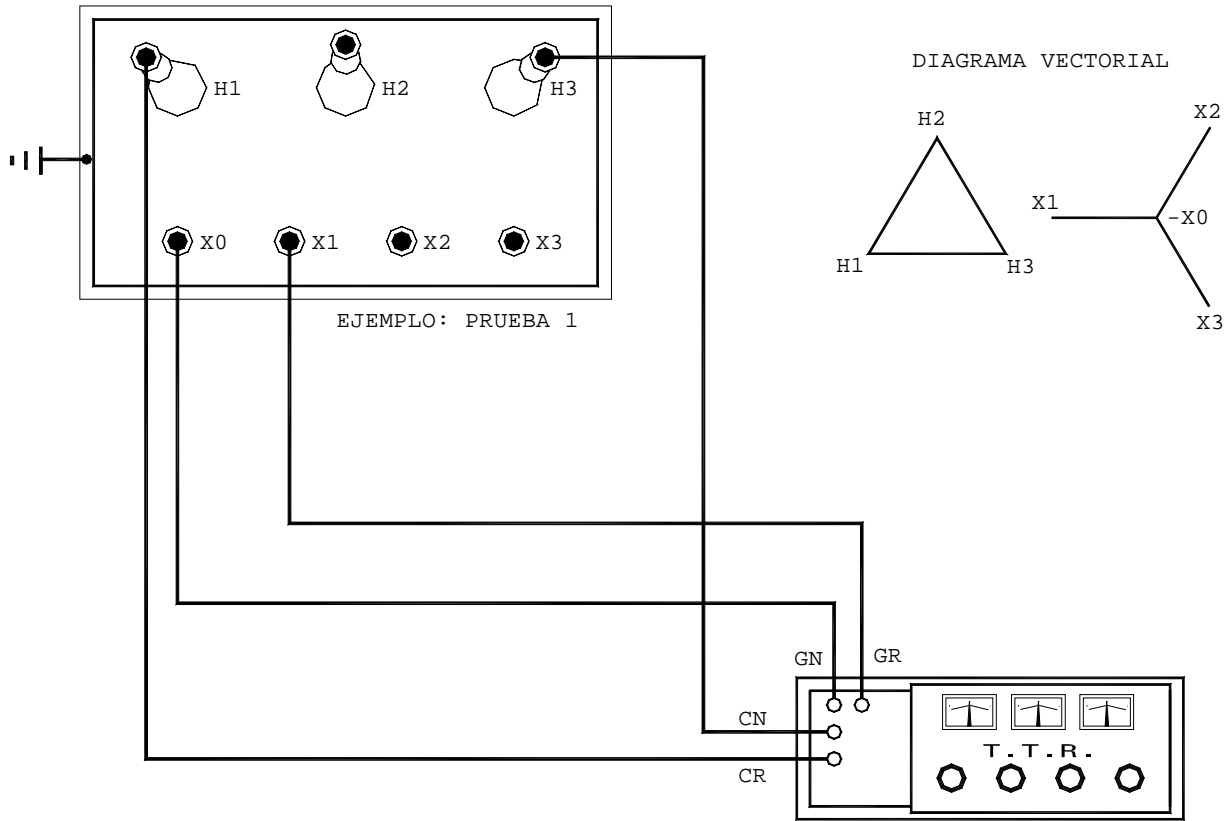 H1
H2
H3
X0
X1
X2
X3
EJEMPLO: PRUEBA 1
DIAGRAMA VECTORIAL
H2
H1
H3
X2
X1
-X0
X3
GN
GR
CN
CR
T.T.R.